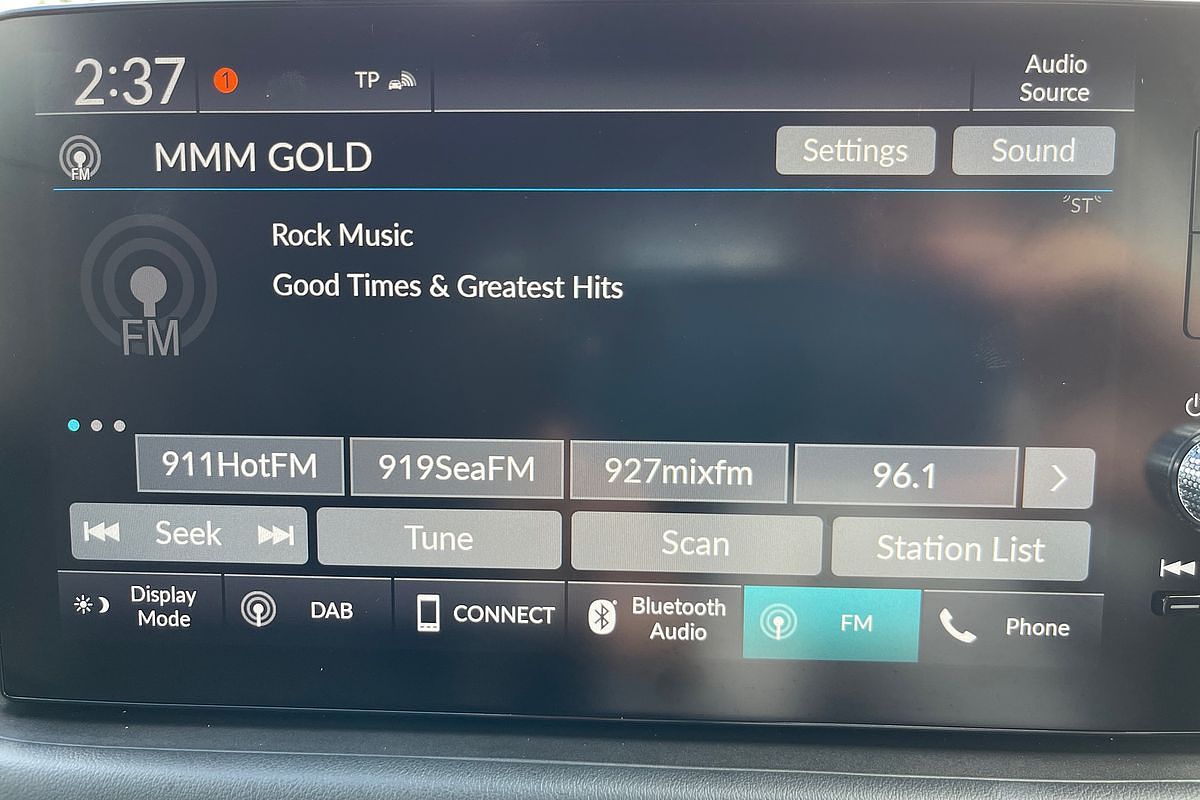 2:37
1
TP
Audio
Source
FM
MMM GOLD
Settings
Sound
ST
Rock Music
Good Times & Greatest Hits
FM
911HotFM
919SeaFM
927mixfm
96.1
Seek
Tune
Scan
Station List
Display
Mode
DAB
CONNECT
Bluetooth
Audio
FM
Phone